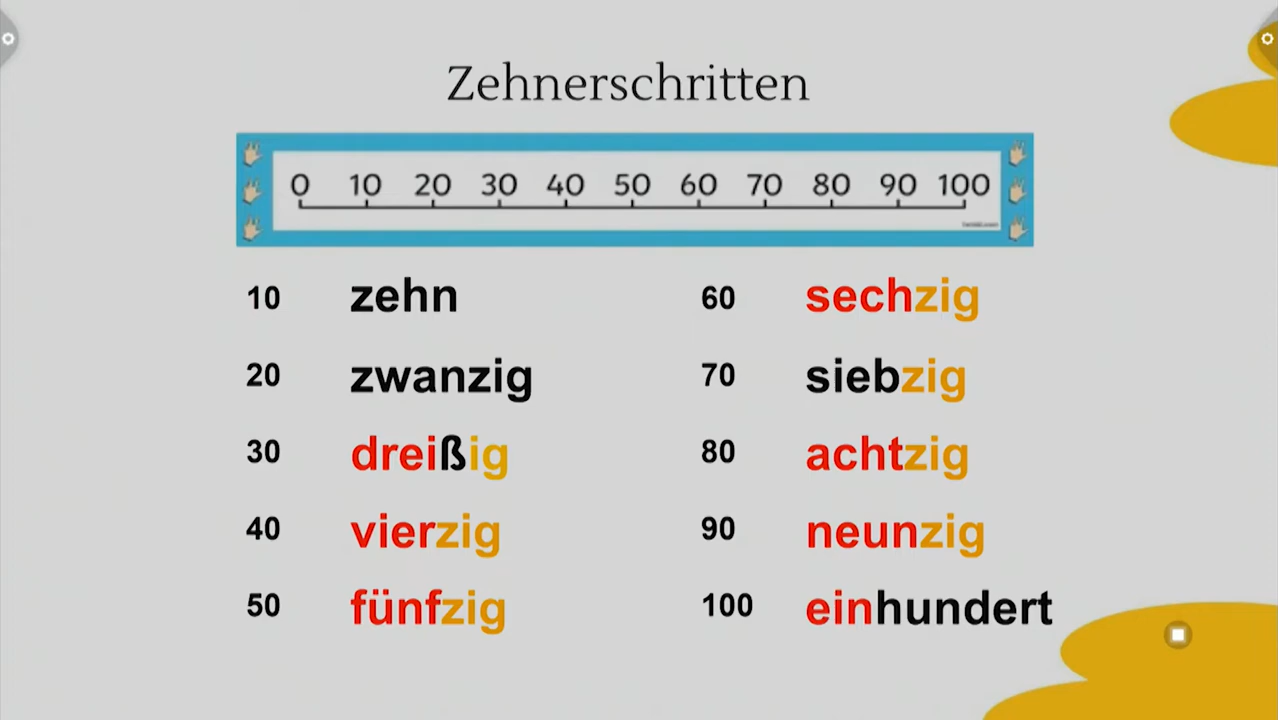 Zehnerschritten
0 10 20 30 40 50 60 70 80 90 100
10 zehn
20 zwanzig
30 dreißig
40 vierzig
50 fünfzig
60 sechzig
70 siebzig
80 achtzig
90 neunzig
100 einhundert